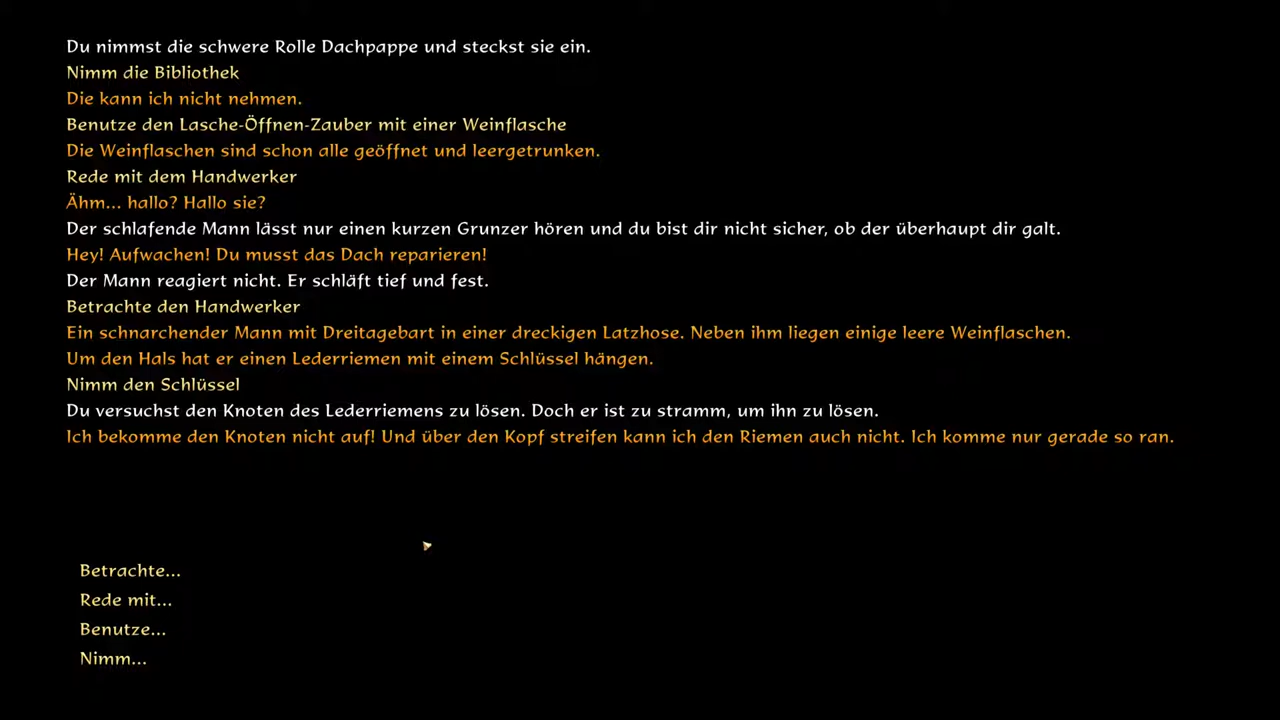 Du nimmst die schwere Rolle Dachpappe und steckst sie ein.
Nimm die Bibliothek
Die kann ich nicht nehmen.
Benutze den Lasche-Öffnen-Zauber mit einer Weinflasche
Die Weinflaschen sind schon alle geöffnet und leergetrunken.
Rede mit dem Handwerker
Ähm... hallo? Hallo sie?
Der schlafende Mann lässt nur einen kurzen Grunzer hören und du bist dir nicht sicher, ob der überhaupt dir galt.
Hey! Aufwachen! Du musst das Dach reparieren!
Der Mann reagiert nicht. Er schläft tief und fest.
Betrachte den Handwerker
Ein schnarchender Mann mit Dreitagebart in einer dreckigen Latzhose. Neben ihm liegen einige leere Weinflaschen.
Um den Hals hat er einen Lederriemen mit einem Schlüssel hängen.
Nimm den Schlüssel
Du versuchst den Knoten des Lederriemens zu lösen. Doch er ist zu stramm, um ihn zu lösen.
Ich bekomme den Knoten nicht auf! Und über den Kopf streifen kann ich den Riemen auch nicht. Ich komme nur gerade so ran.
Betrachte...
Rede mit...
Benutze...
Nimm...